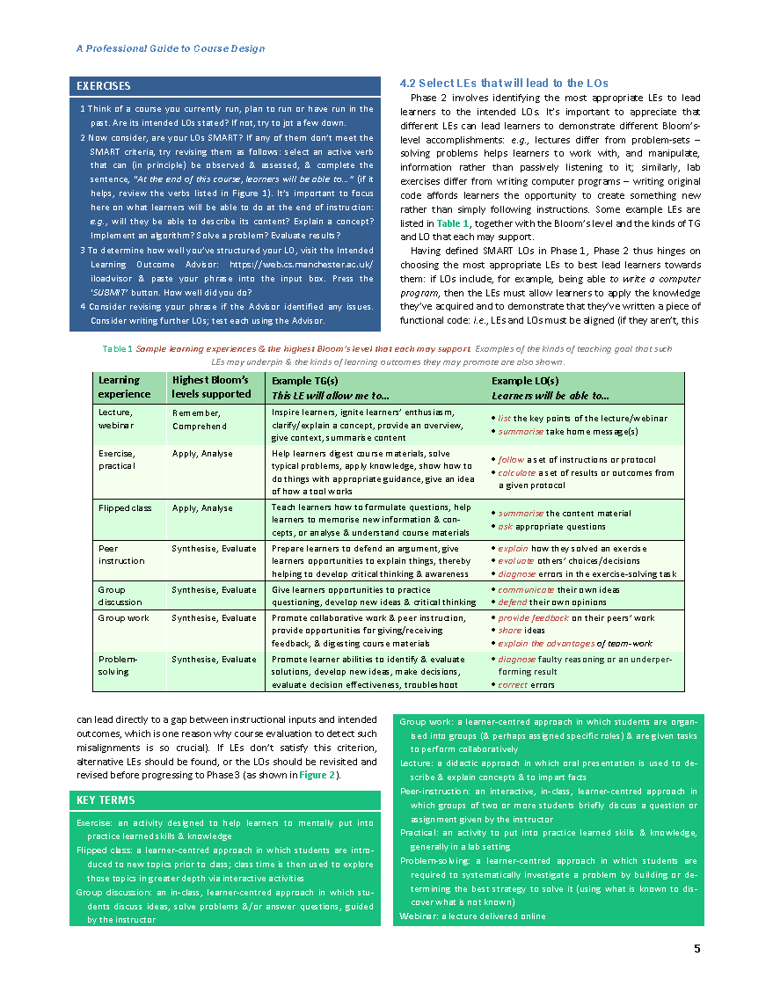 A Professional Guide to Course Design
EXERCISES
1 Think of a course you currently run, plan to run or have run in the
past. Are its intended LOs stated? If not, try to jot a few down.
2 Now consider, are your LOs SMART? If any of them don't meet the
SMART criteria, try revising them as follows: select an active verb
that can (in principle) be observed & assessed, & complete the
sentence, "At the end of this course, learners will be able to…" (if it
helps, review the verbs listed in Figure 1). It's important to focus
here on what learners will be able to do at the end of instruction:
e.g., will they be able to describe its content? Explain a concept?
Implement an algorithm? Solve a problem? Evaluate results?
3 To determine how well you've structured your LO, visit the Intended
Learning Outcome Advisor: https://web.cs.manchester.ac.uk/
iloadvisor & paste your phrase into the input box. Press the
'SUBMIT' button. How well did you do?
4 Consider revising your phrase if the Advisor identified any issues.
Consider writing further LOs; test each using the Advisor.
4.2 Select LEs that will lead to the LOs
Phase 2 involves identifying the most appropriate LEs to lead
learners to the intended LOs. It's important to appreciate that
different LEs can lead learners to demonstrate different Bloom's-
level accomplishments: e.g., lectures differ from problem-sets –
solving problems helps learners to work with, and manipulate,
information rather than passively listening to it; similarly, lab
exercises differ from writing computer programs – writing original
code affords learners the opportunity to create something new
rather than simply following instructions. Some example LEs are
listed in Table 1, together with the Bloom's level and the kinds of TG
and LO that each may support.
Having defined SMART LOs in Phase 1, Phase 2 thus hinges on
choosing the most appropriate LEs to best lead learners towards
them: if LOs include, for example, being able to write a computer
program, then the LEs must allow learners to apply the knowledge
they've acquired and to demonstrate that they've written a piece of
functional code: i.e., LEs and LOs must be aligned (if they aren't, this
Table 1 Sample learning experiences & the highest Bloom's level that each may support. Examples of the kinds of teaching goal that such
LEs may underpin & the kinds of learning outcomes they may promote are also shown.
Learning
experience
Highest Bloom's
levels supported
Example TG(s)
This LE will allow me to…
Example LO(s)
Learners will be able to…
Lecture,
webinar
Remember,
Comprehend
Inspire learners, ignite learners' enthusiasm,
clarify/explain a concept, provide an overview,
give context, summarise content
• list the key points of the lecture/webinar
• summarise take home message(s)
Exercise,
practical
Apply, Analyse
Help learners digest course materials, solve
typical problems, apply knowledge, show how to
do things with appropriate guidance, give an idea
of how a tool works
• follow a set of instructions or protocol
• calculate a set of results or outcomes from
a given protocol
Flipped class
Apply, Analyse
Teach learners how to formulate questions, help
learners to memorise new information & con-
cepts, or analyse & understand course materials
• summarise the content material
• ask appropriate questions
Peer
instruction
Synthesise, Evaluate
Prepare learners to defend an argument, give
learners opportunities to explain things, thereby
helping to develop critical thinking & awareness
• explain how they solved an exercise
• evaluate others' choices/decisions
• diagnose errors in the exercise-solving task
Group
discussion
Synthesise, Evaluate
Give learners opportunities to practice
questioning, develop new ideas & critical thinking
• communicate their own ideas
• defend their own opinions
Group work
Synthesise, Evaluate
Promote collaborative work & peer instruction,
provide opportunities for giving/receiving
feedback, & digesting course materials
• provide feedback on their peers' work
• share ideas
• explain the advantages of team-work
Problem-
solving
Synthesise, Evaluate
Promote learner abilities to identify & evaluate
solutions, develop new ideas, make decisions,
evaluate decision effectiveness, troubleshoot
• diagnose faulty reasoning or an underper-
forming result
• correct errors
can lead directly to a gap between instructional inputs and intended
outcomes, which is one reason why course evaluation to detect such
misalignments is so crucial). If LEs don't satisfy this criterion,
alternative LEs should be found, or the LOs should be revisited and
revised before progressing to Phase 3 (as shown in Figure 2).
KEY TERMS
Exercise: an activity designed to help learners to mentally put into
practice learned skills & knowledge
Flipped class: a learner-centred approach in which students are intro-
duced to new topics prior to class; class time is then used to explore
those topics in greater depth via interactive activities
Group discussion: an in-class, learner-centred approach in which stu-
dents discuss ideas, solve problems &/or answer questions, guided
by the instructor
Group work: a learner-centred approach in which students are organ-
ised into groups (& perhaps assigned specific roles) & are given tasks
to perform collaboratively
Lecture: a didactic approach in which oral presentation is used to de-
scribe & explain concepts & to impart facts
Peer-instruction: an interactive, in-class, learner-centred approach in
which groups of two or more students briefly discuss a question or
assignment given by the instructor
Practical: an activity to put into practice learned skills & knowledge,
generally in a lab setting
Problem-solving: a learner-centred approach in which students are
required to systematically investigate a problem by building or de-
termining the best strategy to solve it (using what is known to dis-
cover what is not known)
Webinar: a lecture delivered online
5